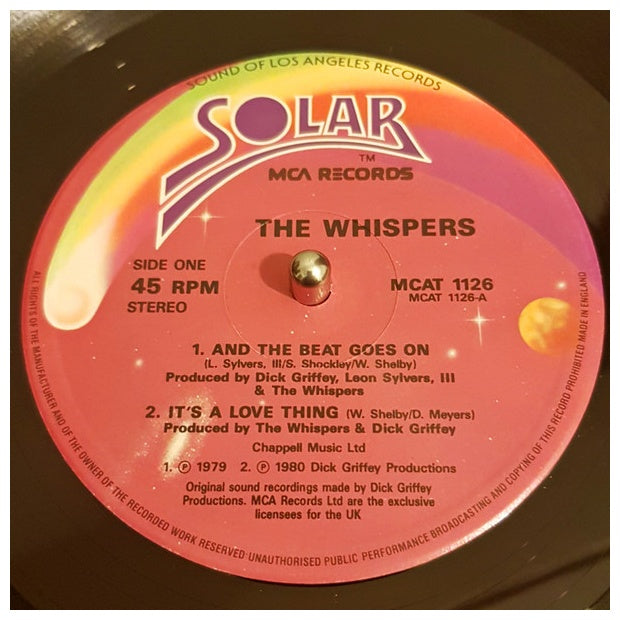 SOUND OF LOS ANGELES RECORDS
SOLAR
TM
MCA RECORDS
THE WHISPERS
SIDE ONE
45 RPM
STEREO
MCAT 1126
MCAT 1126-A
1. AND THE BEAT GOES ON
(L. Sylvers, III/S. Shockley/W. Shelby)
Produced by Dick Griffey, Leon Sylvers, III
& The Whispers
2. IT'S A LOVE THING (W. Shelby/D. Meyers)
Produced by The Whispers & Dick Griffey
Chappell Music Ltd
1. ℗ 1979 2. ℗ 1980 Dick Griffey Productions
Original sound recordings made by Dick Griffey
Productions. MCA Records Ltd are the exclusive
licensees for the UK
ALL RIGHTS OF THE MANUFACTURER AND OF THE OWNER OF THE RECORDED WORK RESERVED·UNAUTHORISED PUBLIC PERFORMANCE BROADCASTING AND COPYING OF THIS RECORD PROHIBITED MADE IN ENGLAND